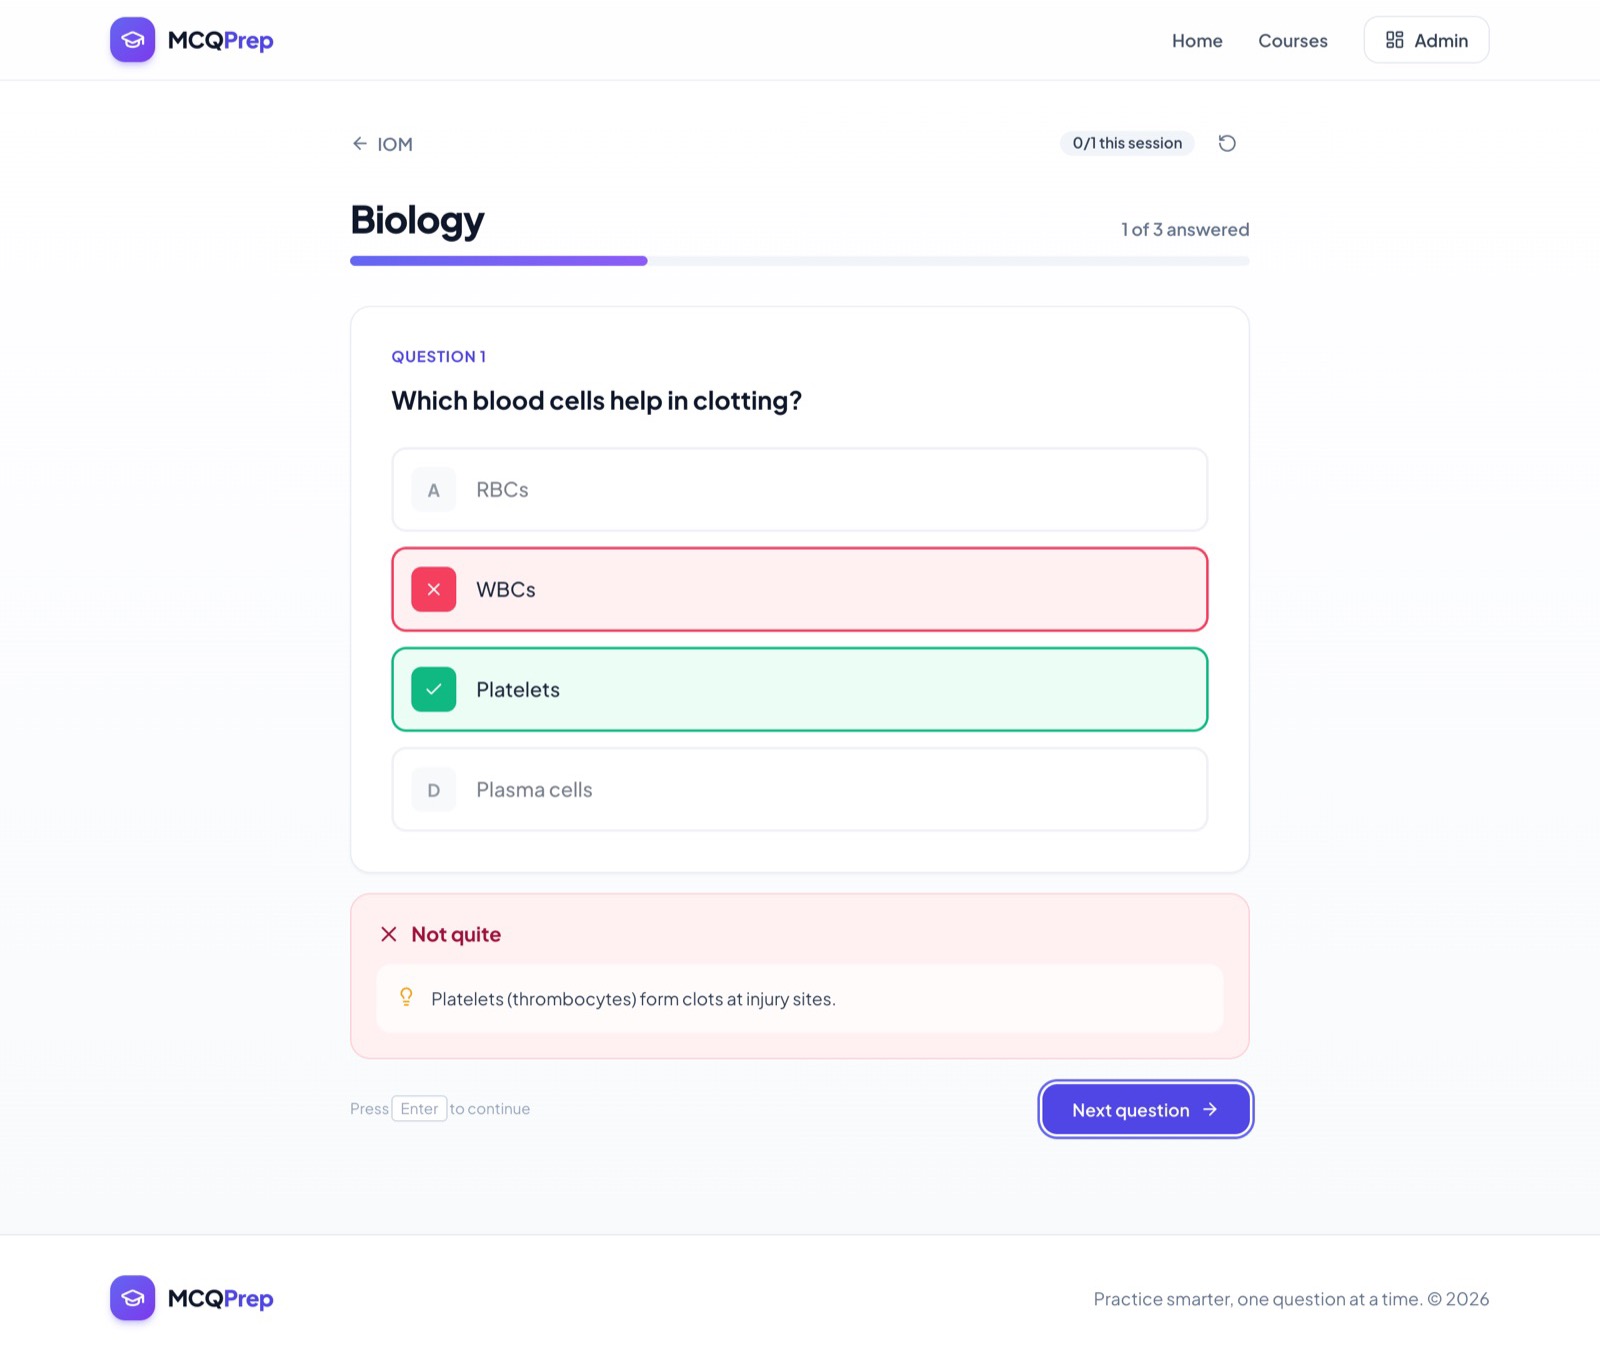 MCQPrep
Home
Courses
Admin
IOM
0/1 this session
Biology
1 of 3 answered
QUESTION 1
Which blood cells help in clotting?
A
RBCs
WBCs
Platelets
D
Plasma cells
Not quite
Platelets (thrombocytes) form clots at injury sites.
Press Enter to continue
Next question
MCQPrep
Practice smarter, one question at a time. © 2026